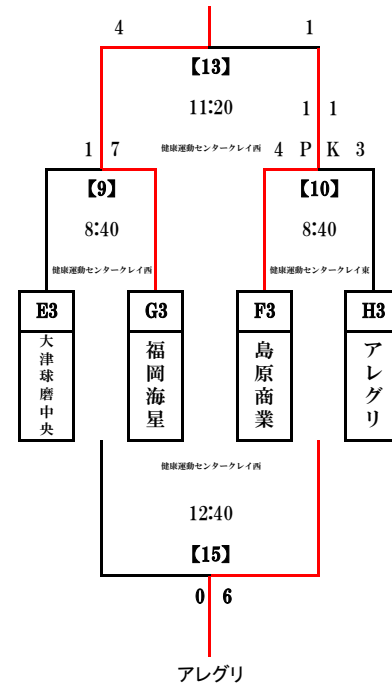 4 1
【13】
11:20
1 1
健康運動センタークレイ西
1 7
4 P K 3
【9】
【10】
8:40
8:40
健康運動センタークレイ西
健康運動センタークレイ東
E3
G3
F3
H3
大津球磨中央
福岡海星
島原商業
アレグリ
健康運動センタークレイ西
12:40
【15】
0 6
アレグリ